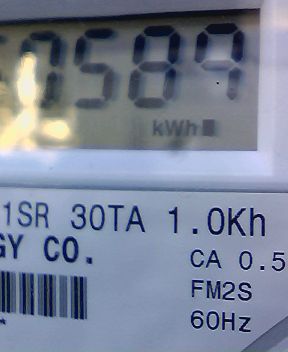 7589
kWh
1SR 30TA 1.0Kh
GY CO.
CA 0.5
FM2S
60Hz